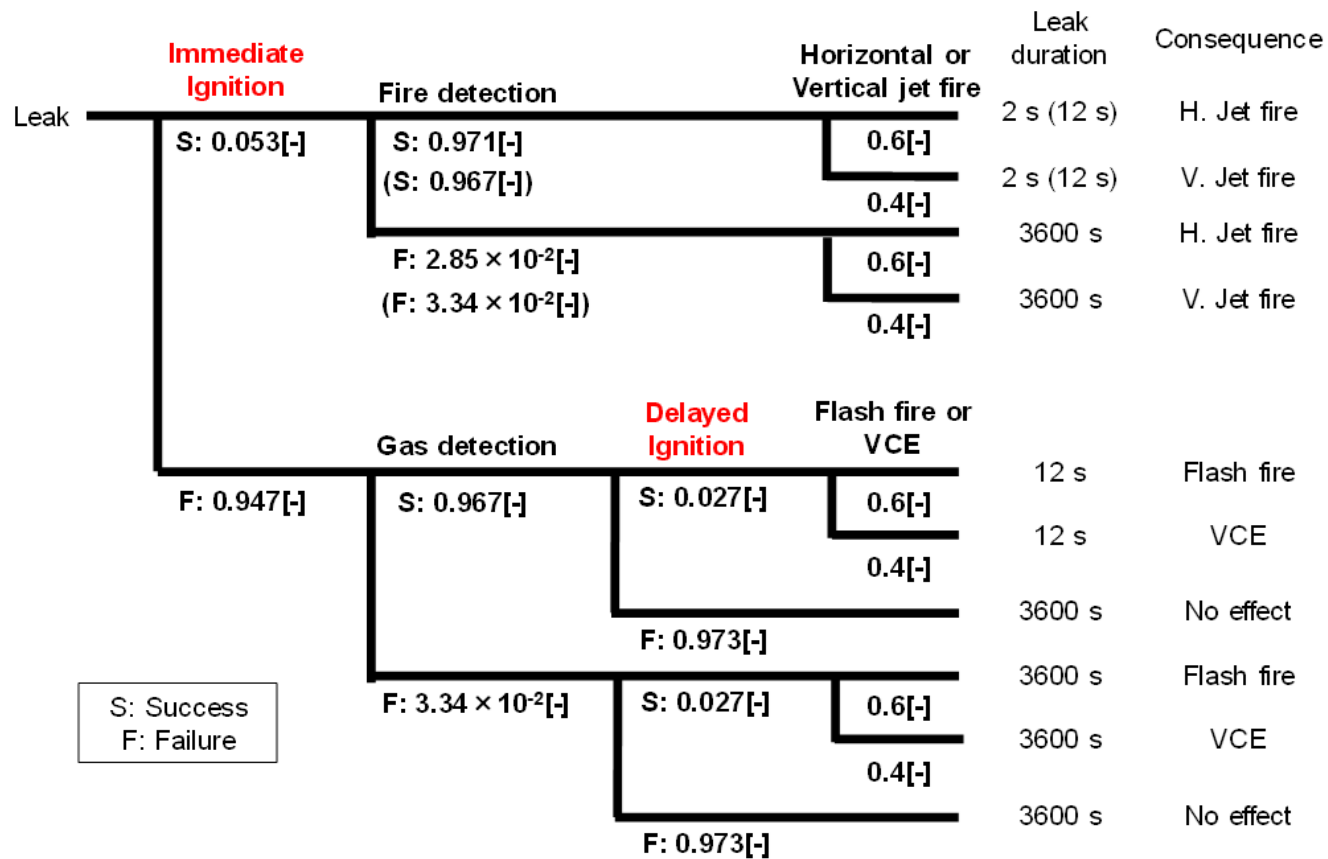 Immediate
Ignition
Fire detection
Horizontal or
Vertical jet fire
Leak
duration
Consequence
Leak
S: 0.053[-]
S: 0.971[-]
(S: 0.967[-])
0.6[-]
2 s (12 s)
H. Jet fire
0.4[-]
2 s (12 s)
V. Jet fire
F: 2.85 × 10⁻²[-]
(F: 3.34 × 10⁻²[-])
0.6[-]
3600 s
H. Jet fire
0.4[-]
3600 s
V. Jet fire
Gas detection
Delayed
Ignition
Flash fire or
VCE
F: 0.947[-]
S: 0.967[-]
S: 0.027[-]
0.6[-]
12 s
Flash fire
0.4[-]
12 s
VCE
F: 0.973[-]
3600 s
No effect
F: 3.34 × 10⁻²[-]
S: 0.027[-]
0.6[-]
3600 s
Flash fire
0.4[-]
3600 s
VCE
F: 0.973[-]
3600 s
No effect
S: Success
F: Failure